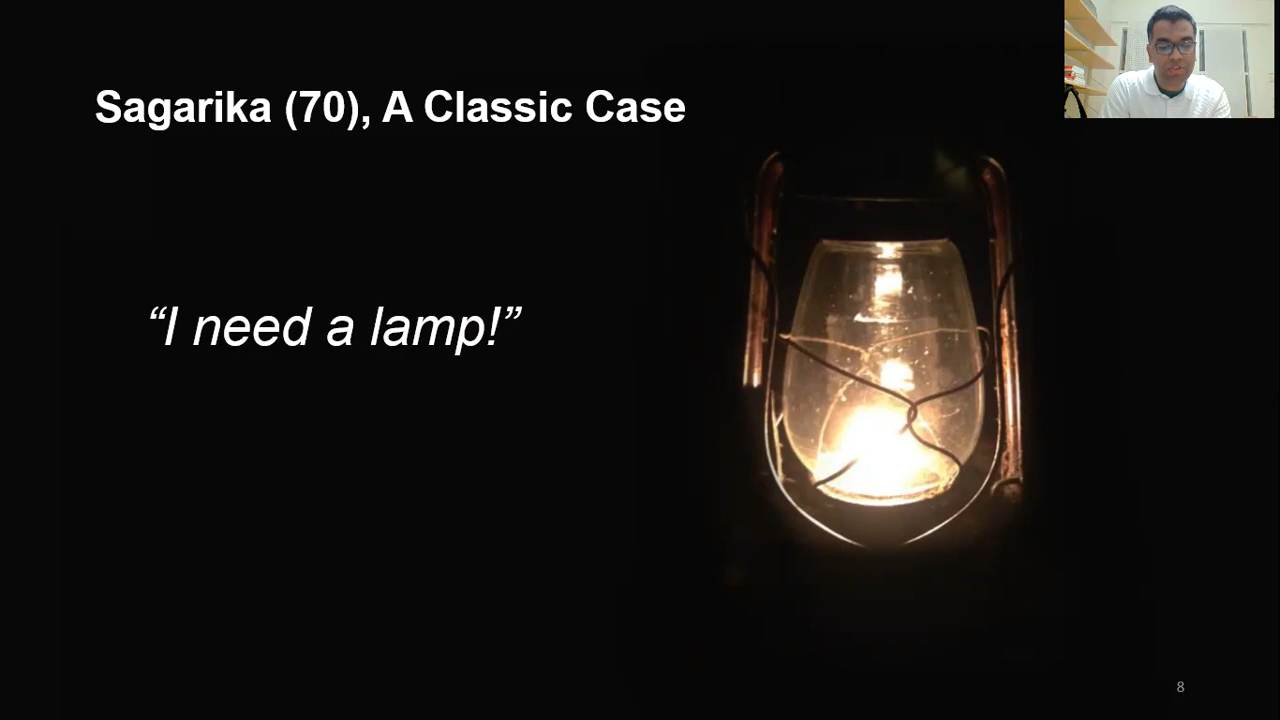 Sagarika (70), A Classic Case
“I need a lamp!”
8